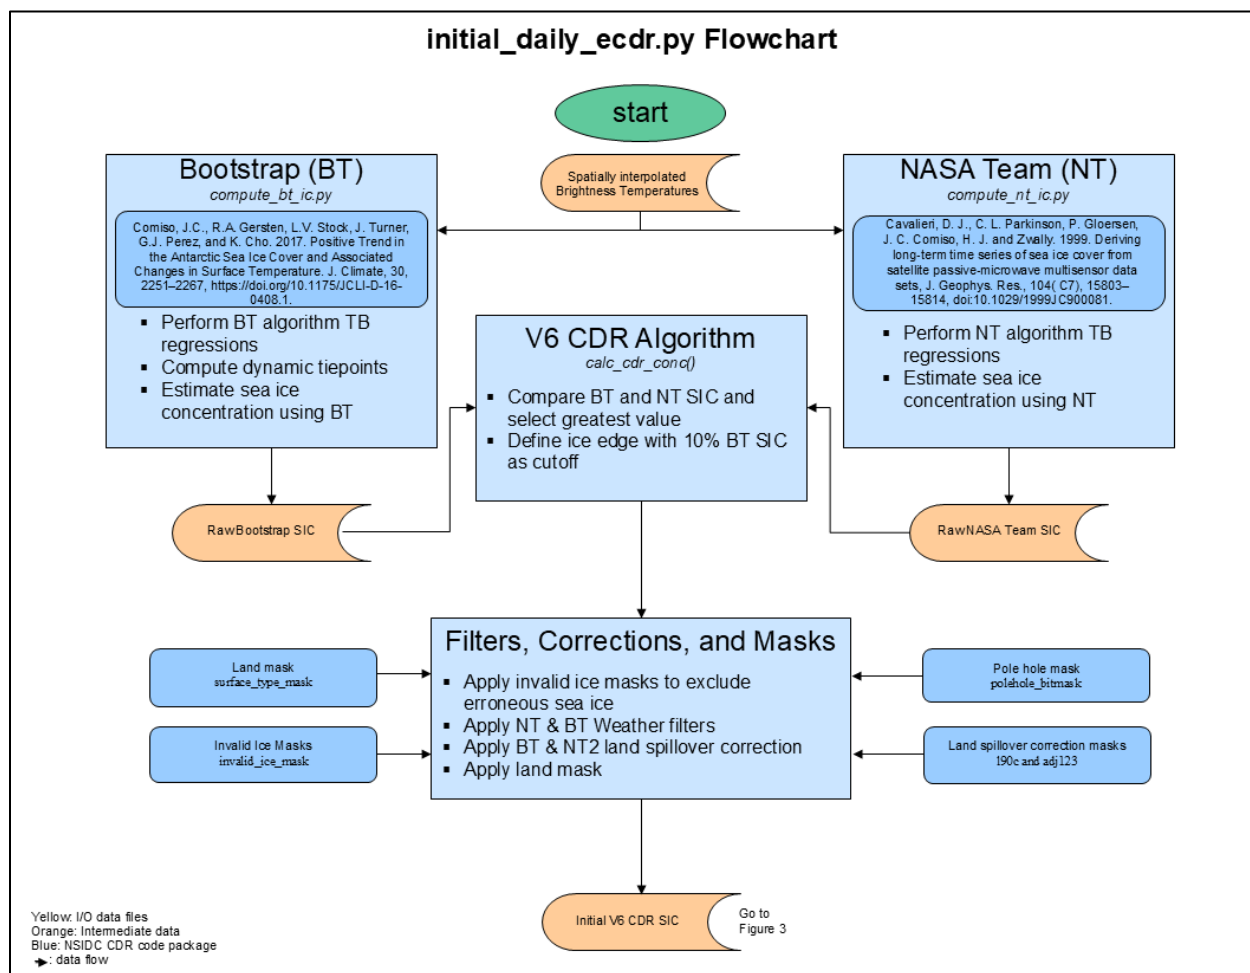 initial_daily_ecdr.py Flowchart
start
Spatially interpolated
Brightness Temperatures
Bootstrap (BT)
compute_bt_ic.py
Comiso, J.C., R.A. Gersten, L.V. Stock, J. Turner,
G.J. Perez, and K. Cho. 2017. Positive Trend in
the Antarctic Sea Ice Cover and Associated
Changes in Surface Temperature. J. Climate, 30,
2251–2267, https://doi.org/10.1175/JCLI-D-16-
0408.1.
▪ Perform BT algorithm TB
regressions
▪ Compute dynamic tiepoints
▪ Estimate sea ice
concentration using BT
NASA Team (NT)
compute_nt_ic.py
Cavalieri, D. J., C. L. Parkinson, P. Gloersen,
J. C. Comiso, H. J. and Zwally. 1999. Deriving
long-term time series of sea ice cover from
satellite passive-microwave multisensor data
sets, J. Geophys. Res., 104( C7), 15803–
15814, doi:10.1029/1999JC900081.
▪ Perform NT algorithm TB
regressions
▪ Estimate sea ice
concentration using NT
V6 CDR Algorithm
calc_cdr_conc()
▪ Compare BT and NT SIC and
select greatest value
▪ Define ice edge with 10% BT SIC
as cutoff
RawBootstrap SIC
RawNASA Team SIC
Filters, Corrections, and Masks
▪ Apply invalid ice masks to exclude
erroneous sea ice
▪ Apply NT & BT Weather filters
▪ Apply BT & NT2 land spillover correction
▪ Apply land mask
Land mask
surface_type_mask
Invalid Ice Masks
invalid_ice_mask
Pole hole mask
polehole_bitmask
Land spillover correction masks
l90c and adj123
Initial V6 CDR SIC
Go to
Figure 3
Yellow: I/O data files
Orange: Intermediate data
Blue: NSIDC CDR code package
: data flow